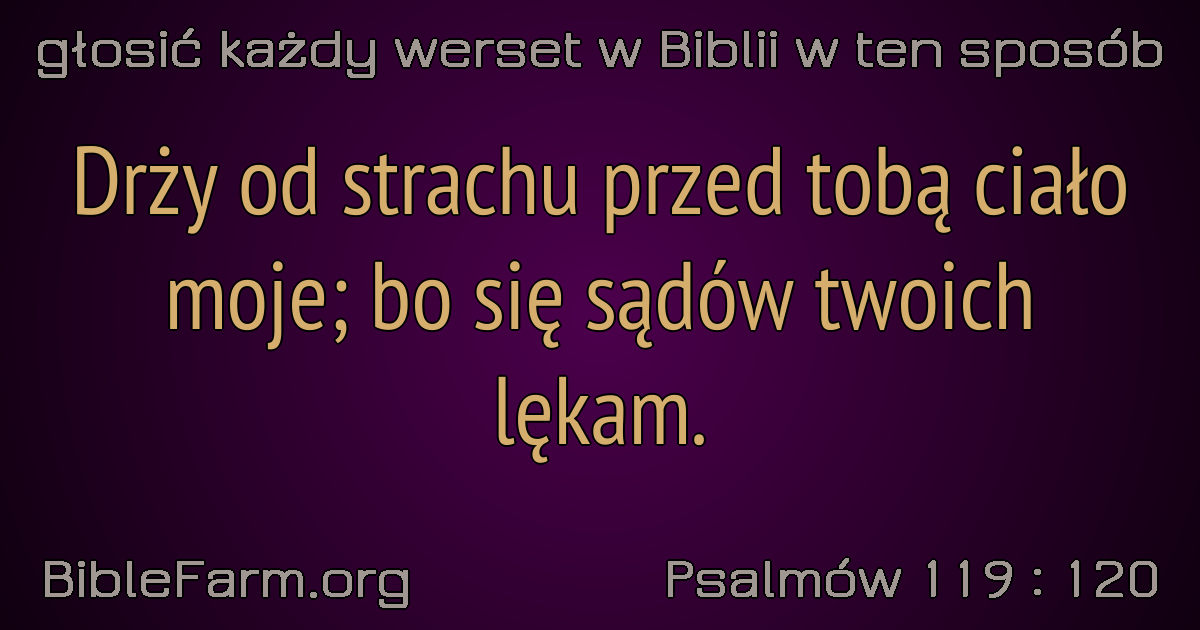 głosić każdy werset w Biblii w ten sposób
Drży od strachu przed tobą ciało
moje; bo się sądów twoich
lękam.
BibleFarm.org
Psalmów 119 : 120